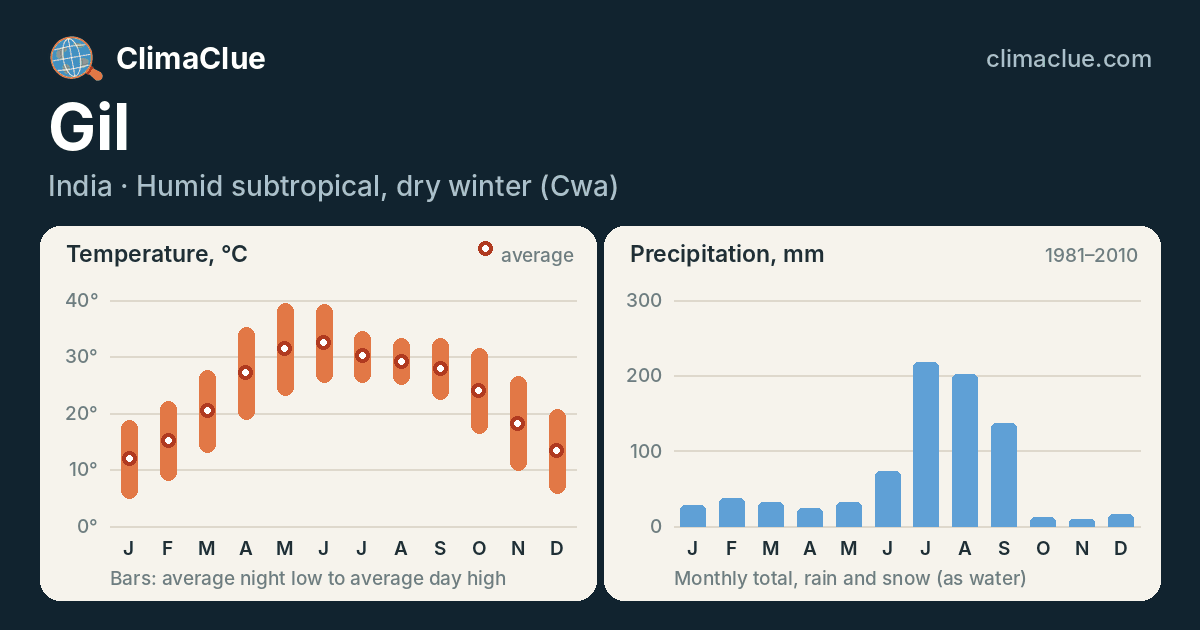 ClimaClue
climaclue.com
Gil
India · Humid subtropical, dry winter (Cwa)
Temperature, °C
average
40°
30°
20°
10°
0°
J F M A M J J A S O N D
Bars: average night low to average day high
Precipitation, mm
1981–2010
300
200
100
0
J F M A M J J A S O N D
Monthly total, rain and snow (as water)